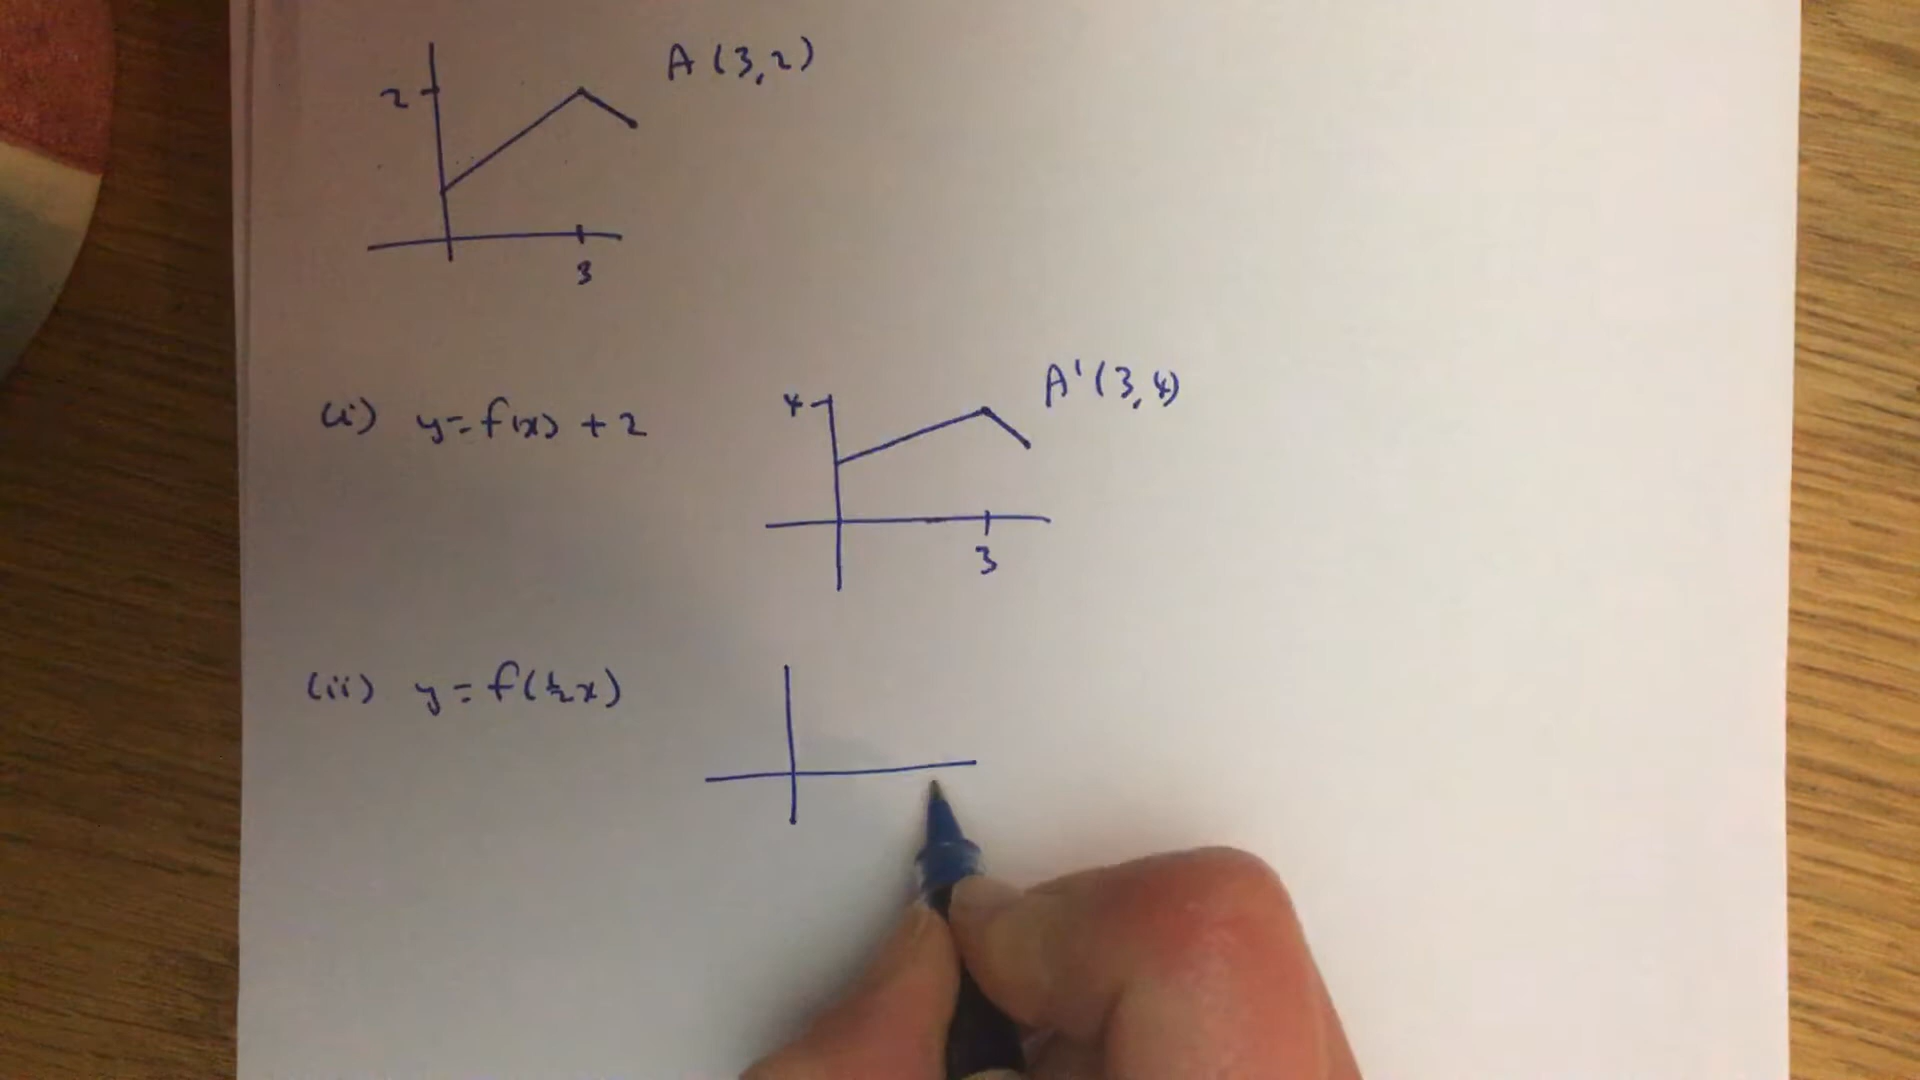 A (3,2)
2
3
A' (3,4)
(i) y = f(x) + 2
4
3
(ii) y = f(½x)